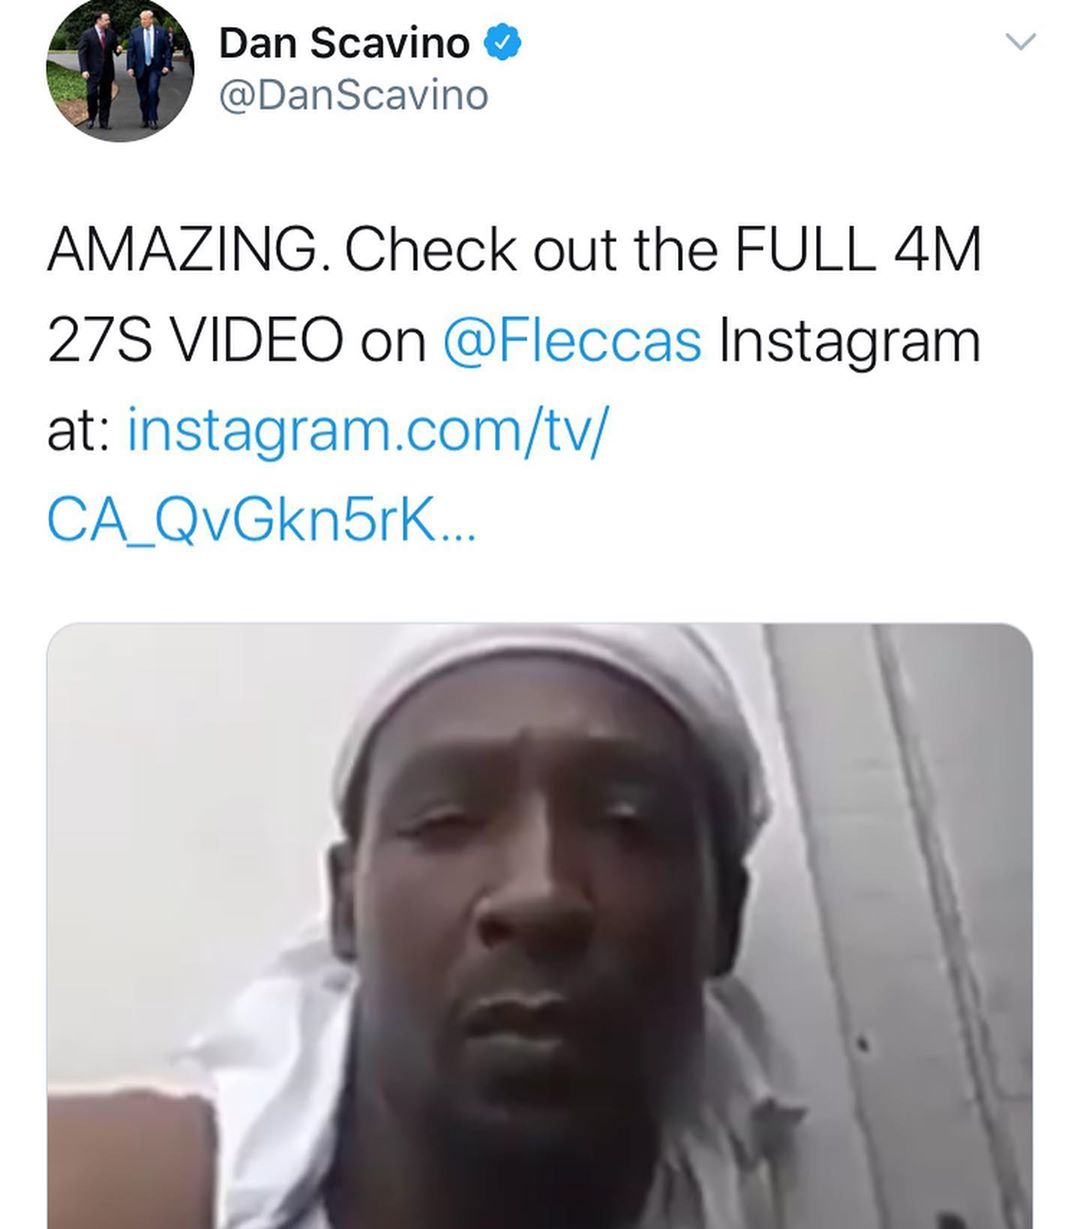 Dan Scavino
@DanScavino
AMAZING. Check out the FULL 4M
27S VIDEO on @Fleccas Instagram
at: instagram.com/tv/
CA_QvGkn5rK...